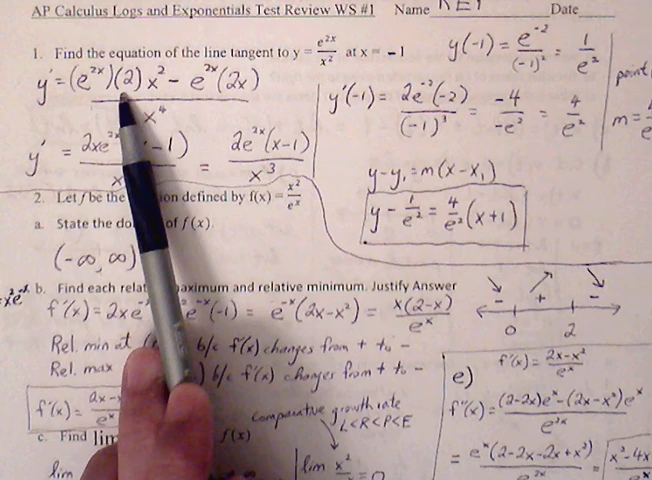 AP Calculus Logs and Exponentials Test Review WS #1 Name KEY Date
1. Find the equation of the line tangent to y = e^2x / x^2 at x = -1
y(-1) = e^-2 / (-1)^2 = 1 / e^2
point
y' = (e^2x)(2) x^2 - e^2x (2x) / x^4
y'(-1) = 2e^-2(-2) / (-1)^3 = -4 / -e^2 = 4 / e^2
m =
y' = 2xe^2x -1) / x = 2e^2x (x-1) / x^3
y - y₁ = m(x - x₁)
y - 1/e^2 = 4/e^2 (x+1)
2. Let f be the defined by f(x) = x^2 / e^x
a. State the of f(x).
(-∞, ∞)
b. Find each and relative minimum. Justify Answer
f'(x) = 2xe e^-x (-1) = e^-x (2x - x^2) = x(2-x) / e^x
- + -
0 2
Rel. min at b/c f'(x) changes from + to -
Rel. max ) b/c f'(x) changes from + to -
f'(x) = 2x - / e^x
e) f'(x) = 2x - x^2 / e^x
f''(x) = (2-2x)e^x - (2x - x^2)e^x / e^2x
= e^x (2-2x-2x+x^2) / e^2x = x^2 - 4x
comparative growth rate
L<R<P<E
c. Find lim f(x)
lim
lim x^2 = 0